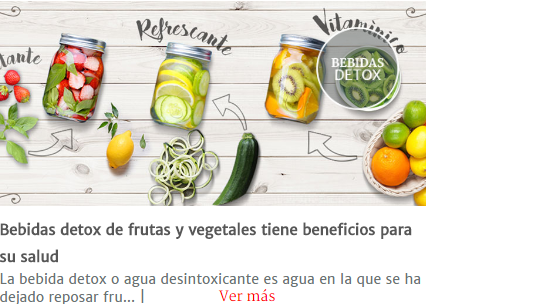 tante
Refrescante
Vitamínico
BEBIDAS
DETOX
Bebidas detox de frutas y vegetales tiene beneficios para
su salud
La bebida detox o agua desintoxicante es agua en la que se ha
dejado reposar fru... | Ver más